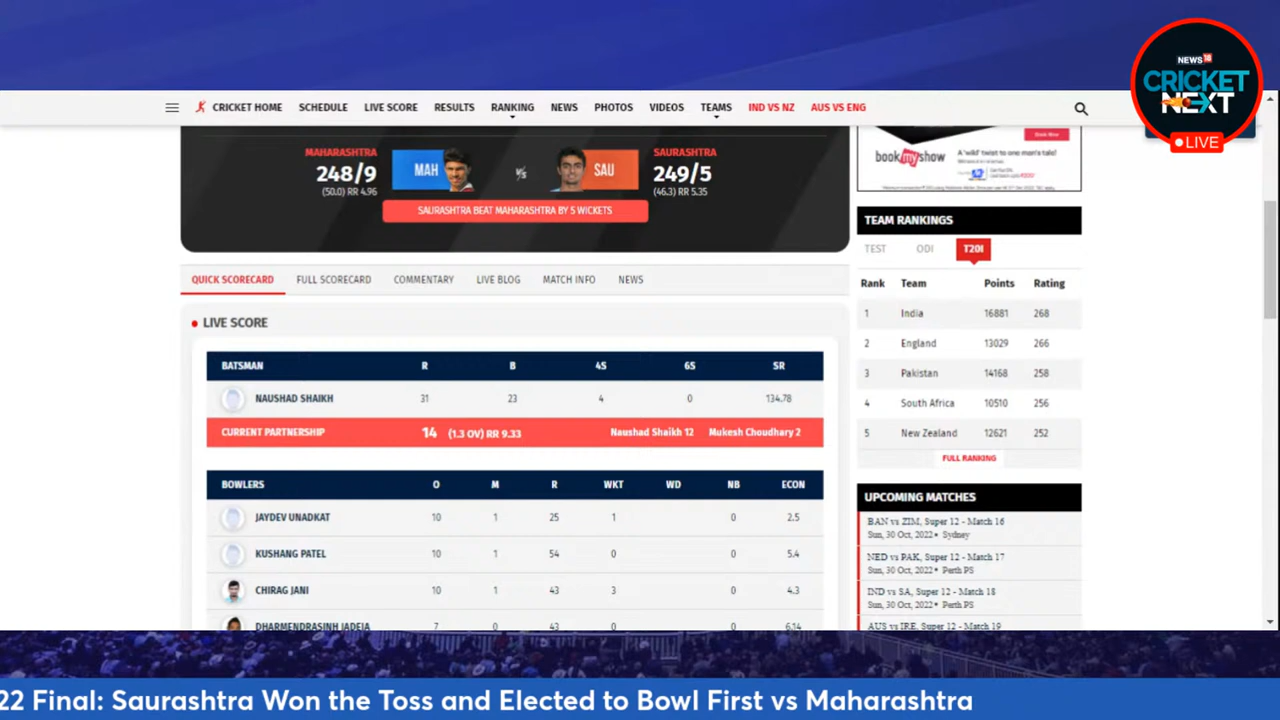 NEWS18
CRICKET
NEXT
LIVE
CRICKET HOME SCHEDULE LIVE SCORE RESULTS RANKING NEWS PHOTOS VIDEOS TEAMS IND VS NZ AUS VS ENG
MAHARASHTRA
248/9
(50.0) RR 4.96
MAH
V/S
SAU
SAURASHTRA
249/5
(46.3) RR 5.35
SAURASHTRA BEAT MAHARASHTRA BY 5 WICKETS
Book Now
bookmyshow
A 'wild' twist to one man's tale!
QUICK SCORECARD FULL SCORECARD COMMENTARY LIVE BLOG MATCH INFO NEWS
LIVE SCORE
BATSMAN R B 4S 6S SR
NAUSHAD SHAIKH 31 23 4 0 134.78
CURRENT PARTNERSHIP 14 (1.3 OV) RR 9.33 Naushad Shaikh 12 Mukesh Choudhary 2
BOWLERS O M R WKT WD NB ECON
JAYDEV UNADKAT 10 1 25 1 0 2.5
KUSHANG PATEL 10 1 54 0 0 5.4
CHIRAG JANI 10 1 43 3 0 4.3
DHARMENDRASINH JADEJA 7 0 43 0 0 6.14
TEAM RANKINGS
TEST ODI T20I
Rank Team Points Rating
1 India 16881 268
2 England 13029 266
3 Pakistan 14168 258
4 South Africa 10510 256
5 New Zealand 12621 252
FULL RANKING
UPCOMING MATCHES
BAN vs ZIM, Super 12 - Match 16
Sun, 30 Oct, 2022• Sydney
NED vs PAK, Super 12 - Match 17
Sun, 30 Oct, 2022• Perth PS
IND vs SA, Super 12 - Match 18
Sun, 30 Oct, 2022• Perth PS
AUS vs IRE, Super 12 - Match 19
22 Final: Saurashtra Won the Toss and Elected to Bowl First vs Maharashtra